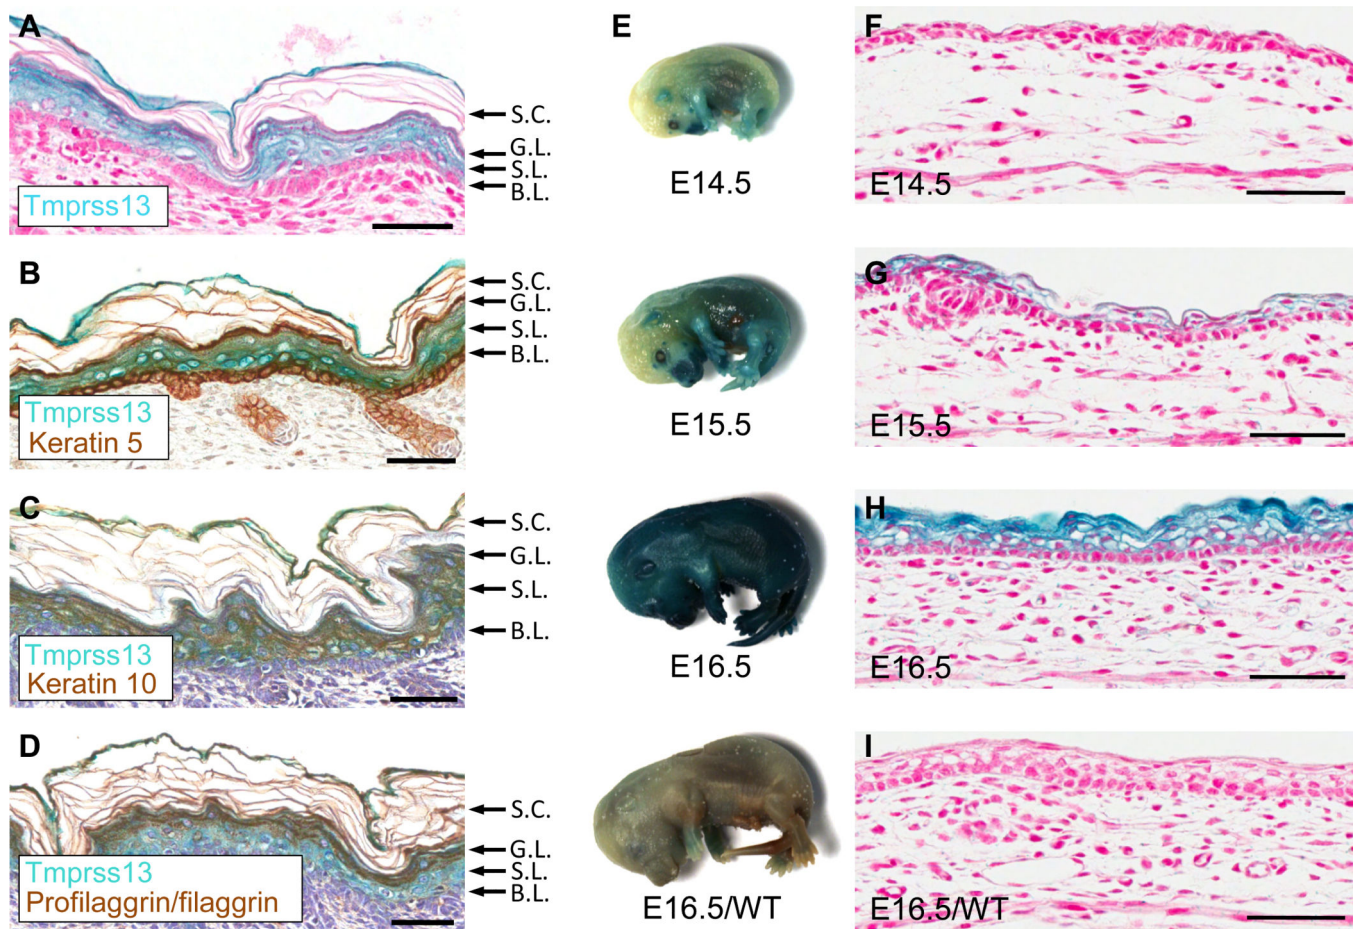 A
S.C.
G.L.
S.L.
B.L.
Tmprss13
B
S.C.
G.L.
S.L.
B.L.
Tmprss13
Keratin 5
C
S.C.
G.L.
S.L.
B.L.
Tmprss13
Keratin 10
D
S.C.
G.L.
S.L.
B.L.
Tmprss13
Profilaggrin/filaggrin
E
E14.5
E15.5
E16.5
E16.5/WT
F
E14.5
G
E15.5
H
E16.5
I
E16.5/WT